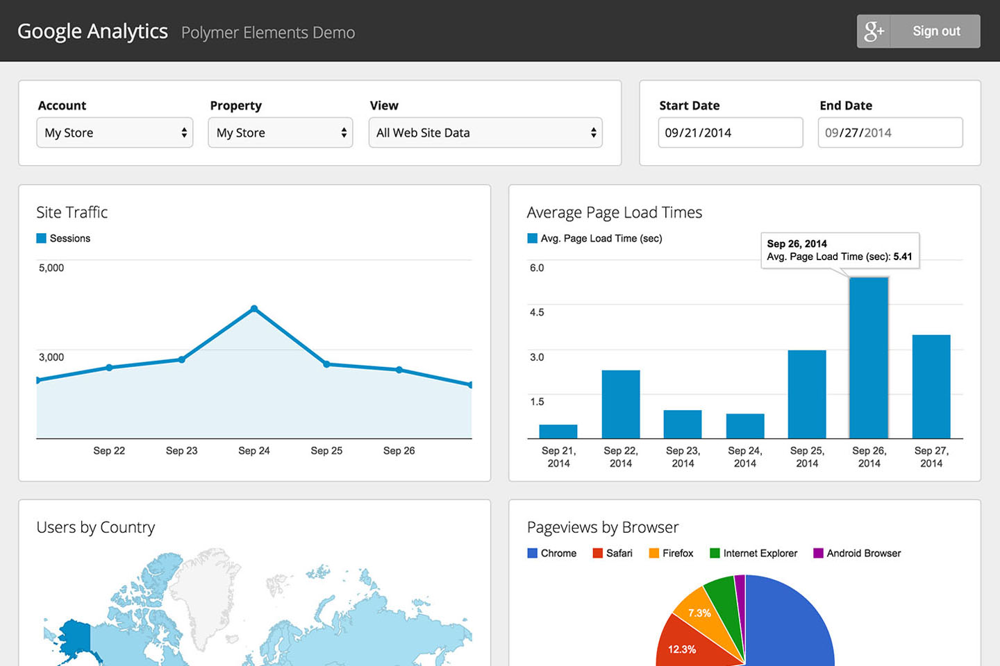 Google Analytics Polymer Elements Demo
g+ Sign out
Account Property View
My Store My Store All Web Site Data
Start Date End Date
09/21/2014 09/27/2014
Site Traffic
Sessions
5,000
3,000
Sep 22 Sep 23 Sep 24 Sep 25 Sep 26
Average Page Load Times
Avg. Page Load Time (sec)
Sep 26, 2014
Avg. Page Load Time (sec): 5.41
6.0
4.5
3.0
1.5
Sep 21, Sep 22, Sep 23, Sep 24, Sep 25, Sep 26, Sep 27,
2014 2014 2014 2014 2014 2014 2014
Users by Country
Pageviews by Browser
Chrome Safari Firefox Internet Explorer Android Browser
7.3%
12.3%